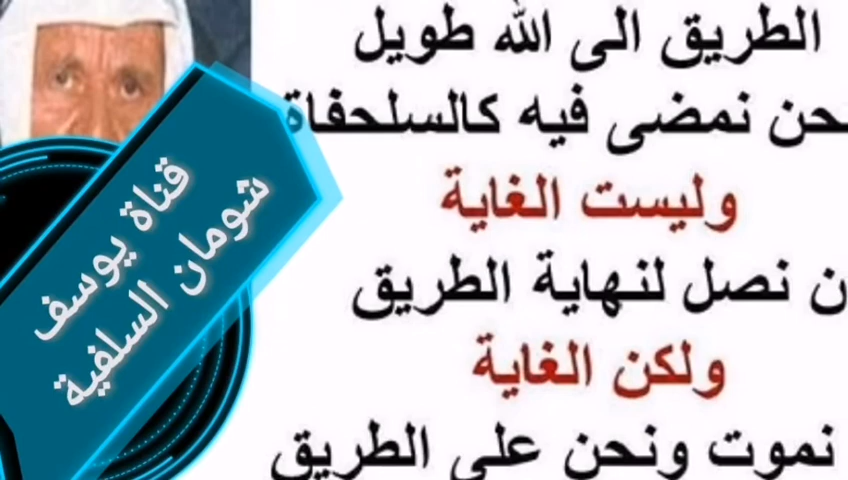 الطريق الى الله طويل
نمضى فيه كالسلحفاة
وليست الغاية
نصل لنهاية الطريق
ولكن الغاية
نموت ونحن على الطريق
قناة يوسف
شومان السلفية